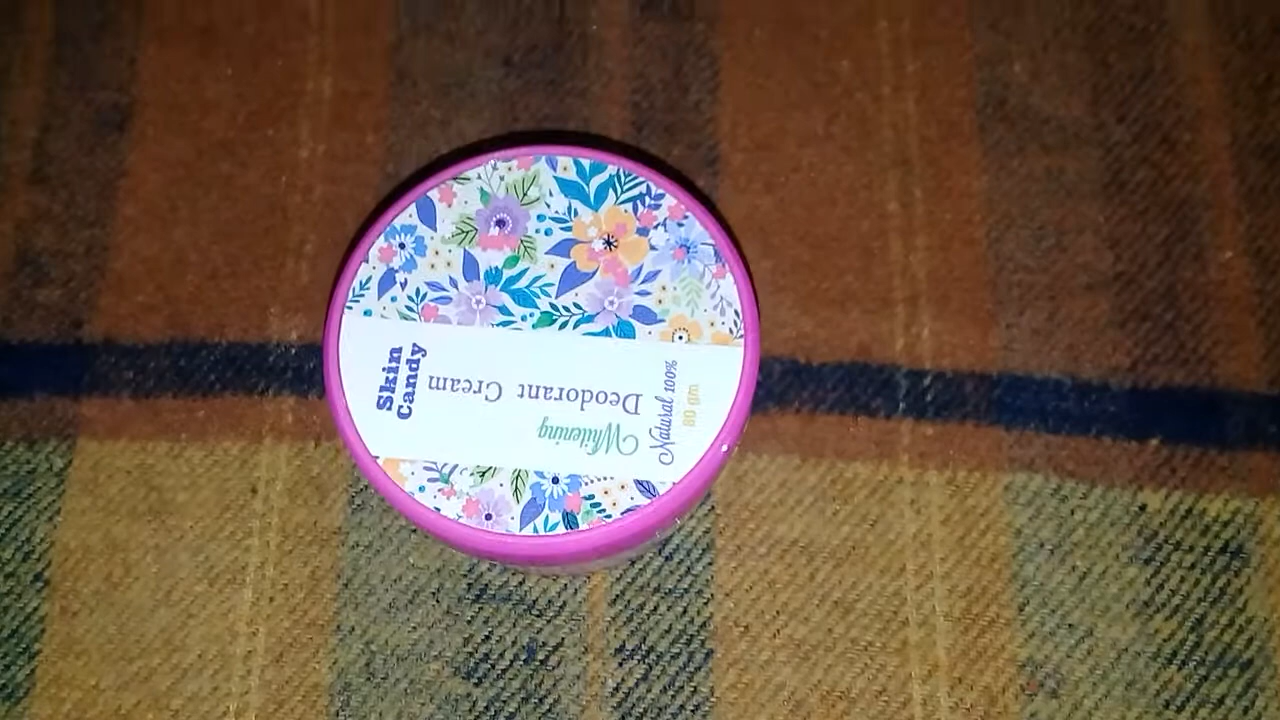 Skin
Candy
Whitening
Deodorant Cream
Natural 100%
80 gm